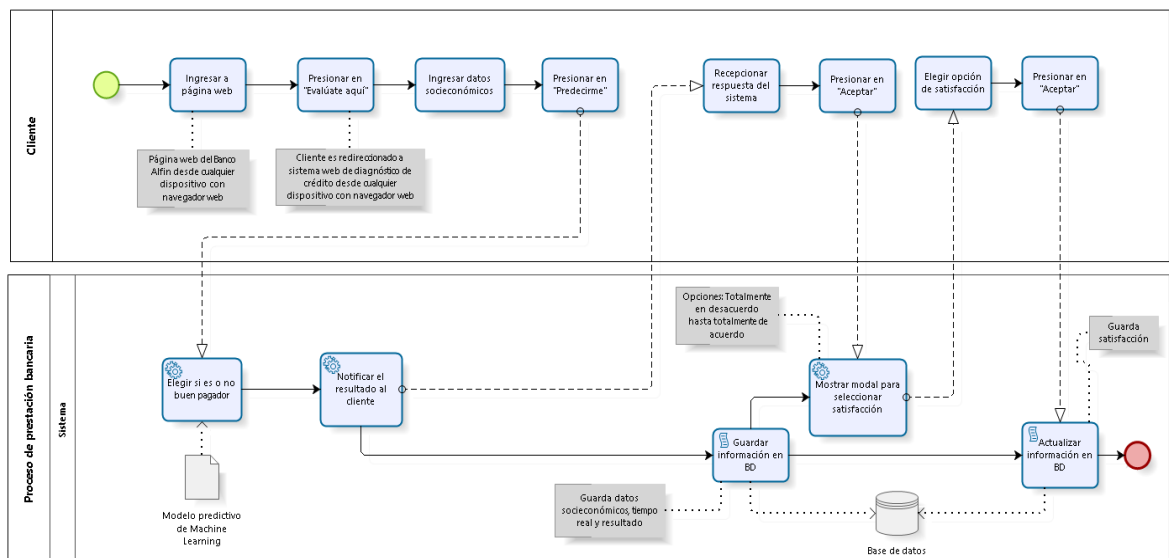 Cliente
Ingresar a
página web
Presionar en
"Evalúate aquí"
Ingresar datos
socieconómicos
Presionar en
"Predecirme"
Recepcionar
respuesta del
sistema
Presionar en
"Aceptar"
Elegir opción
de satisfacción
Presionar en
"Aceptar"
Página web del Banco
Alfin desde cualquier
dispositivo con
navegador web
Cliente es redireccionado a
sistema web de diagnóstico de
crédito desde cualquier
dispositivo con navegador web
Proceso de prestación bancaria
Sistema
Opciones: Totalmente
en desacuerdo
hasta totalmente de
acuerdo
Guarda
satisfacción
Elegir si es o no
buen pagador
Notificar el
resultado al
cliente
Mostrar modal para
seleccionar
satisfacción
Guardar
información en
BD
Actualizar
información en
BD
Modelo predictivo
de Machine
Learning
Guarda datos
socieconómicos, tiempo
real y resultado
Base de datos